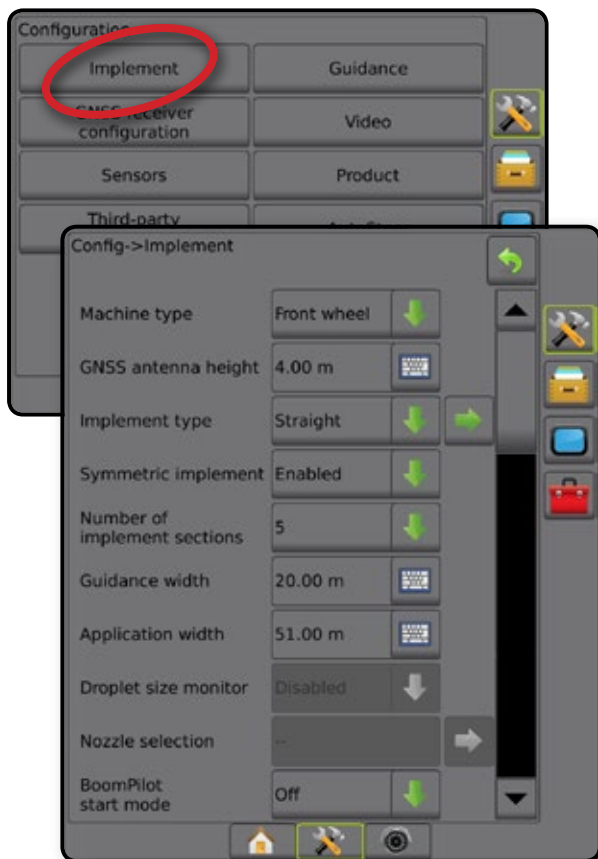 Configuration
Implement
Guidance
GNSS receiver
configuration
Video
Sensors
Product
Third-party
Config->Implement
Machine type
Front wheel
GNSS antenna height
4.00 m
Implement type
Straight
Symmetric implement
Enabled
Number of
implement sections
5
Guidance width
20.00 m
Application width
51.00 m
Droplet size monitor
Disabled
Nozzle selection
--
BoomPilot
start mode
Off